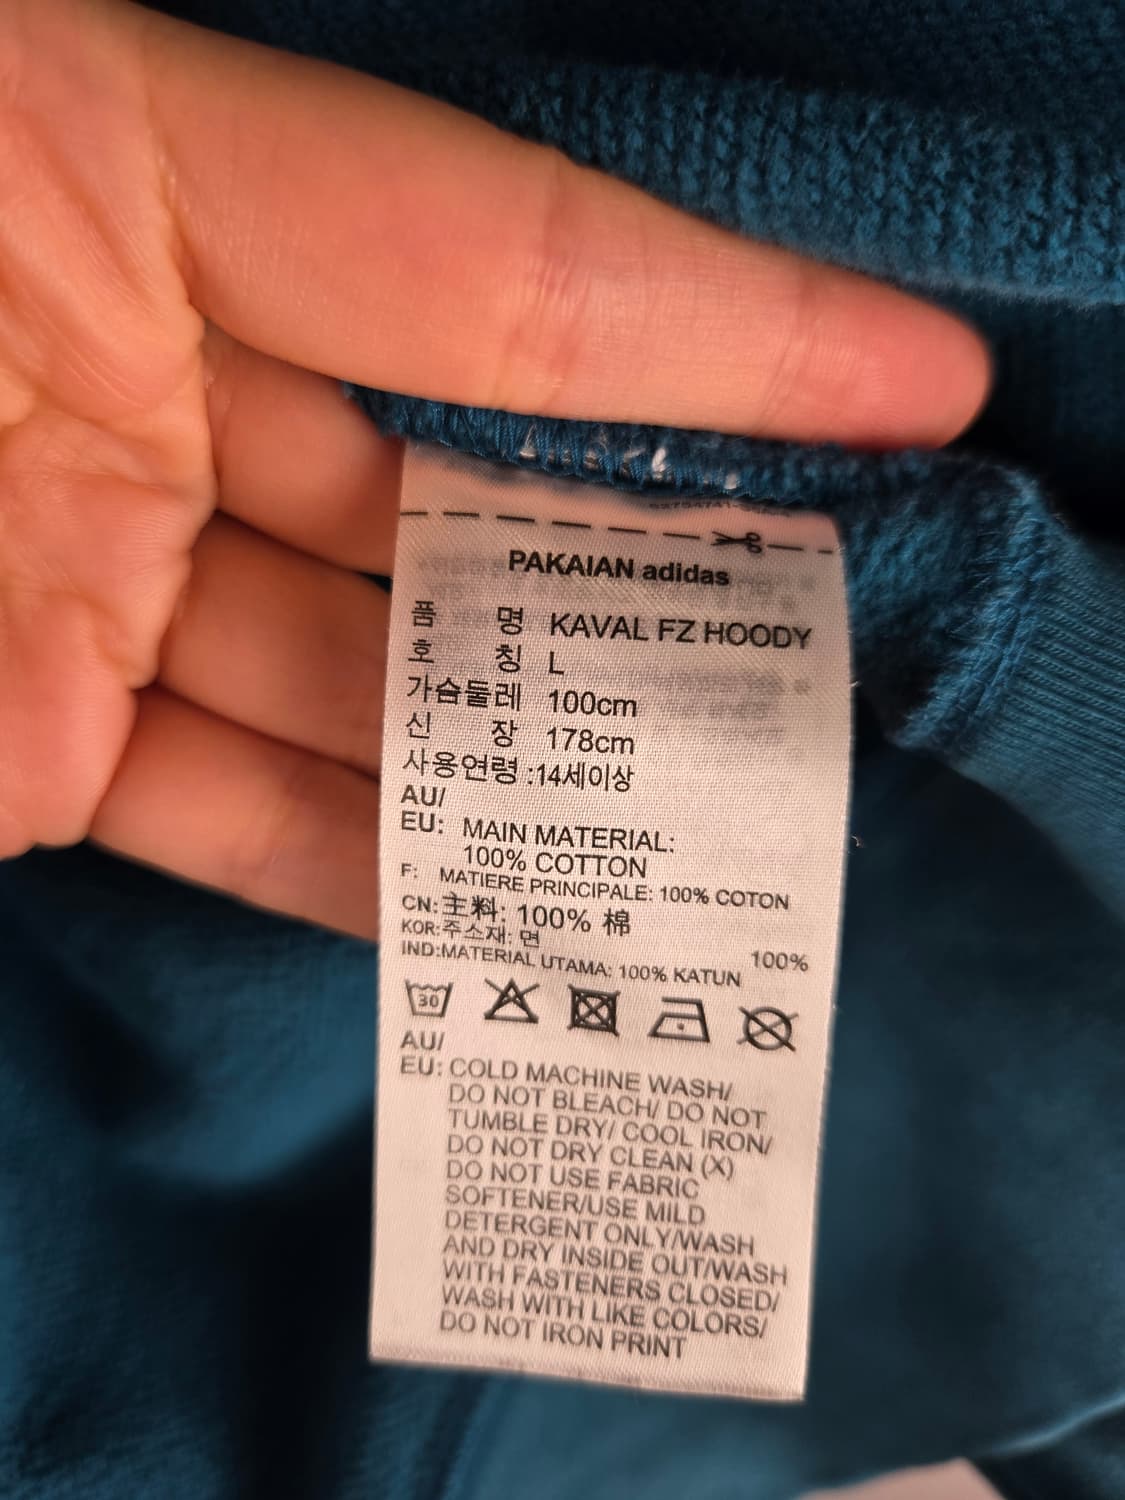 PAKAIAN adidas
품 명 KAVAL FZ HOODY
호 칭 L
가슴둘레 100cm
신 장 178cm
사용연령 :14세이상
AU/
EU: MAIN MATERIAL:
100% COTTON
F: MATIERE PRINCIPALE: 100% COTON
CN:主料: 100% 棉
KOR:주소재: 면 100%
IND:MATERIAL UTAMA: 100% KATUN
30
AU/
EU: COLD MACHINE WASH/
DO NOT BLEACH/ DO NOT
TUMBLE DRY/ COOL IRON/
DO NOT DRY CLEAN (X)
DO NOT USE FABRIC
SOFTENER/USE MILD
DETERGENT ONLY/WASH
AND DRY INSIDE OUT/WASH
WITH FASTENERS CLOSED/
WASH WITH LIKE COLORS/
DO NOT IRON PRINT